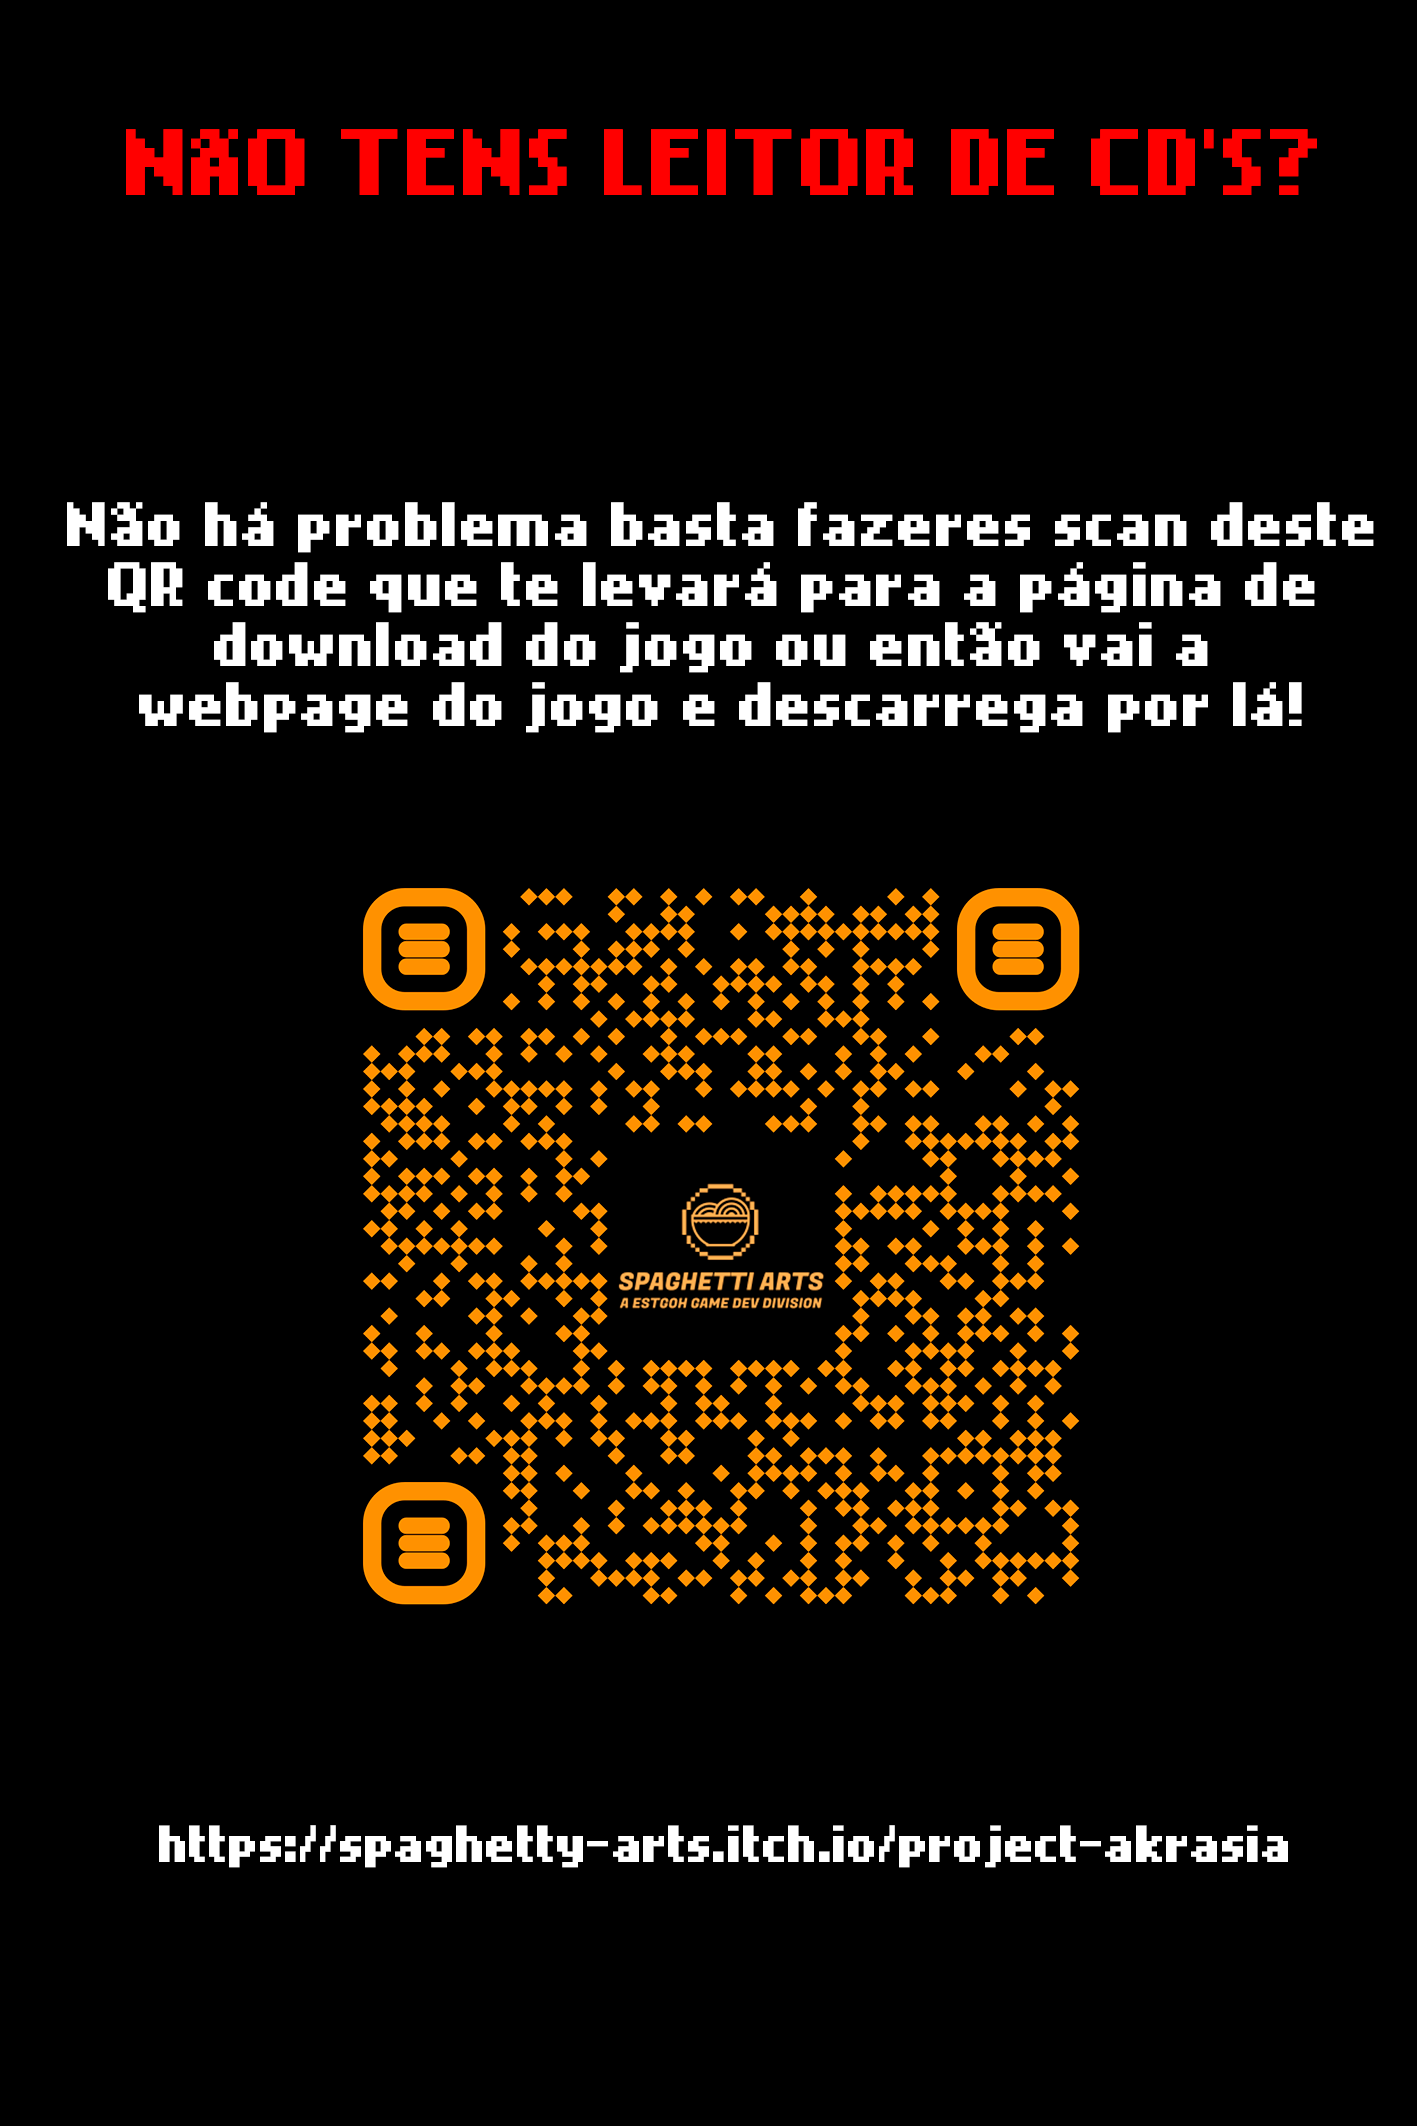 NÃO TENS LEITOR DE CD'S?
Não há problema basta fazeres scan deste
QR code que te levará para a página de
download do jogo ou então vai a
webpage do jogo e descarrega por lá!
SPAGHETTI ARTS
A ESTGOH GAME DEV DIVISION
https://spaghetty-arts.itch.io/project-akrasia